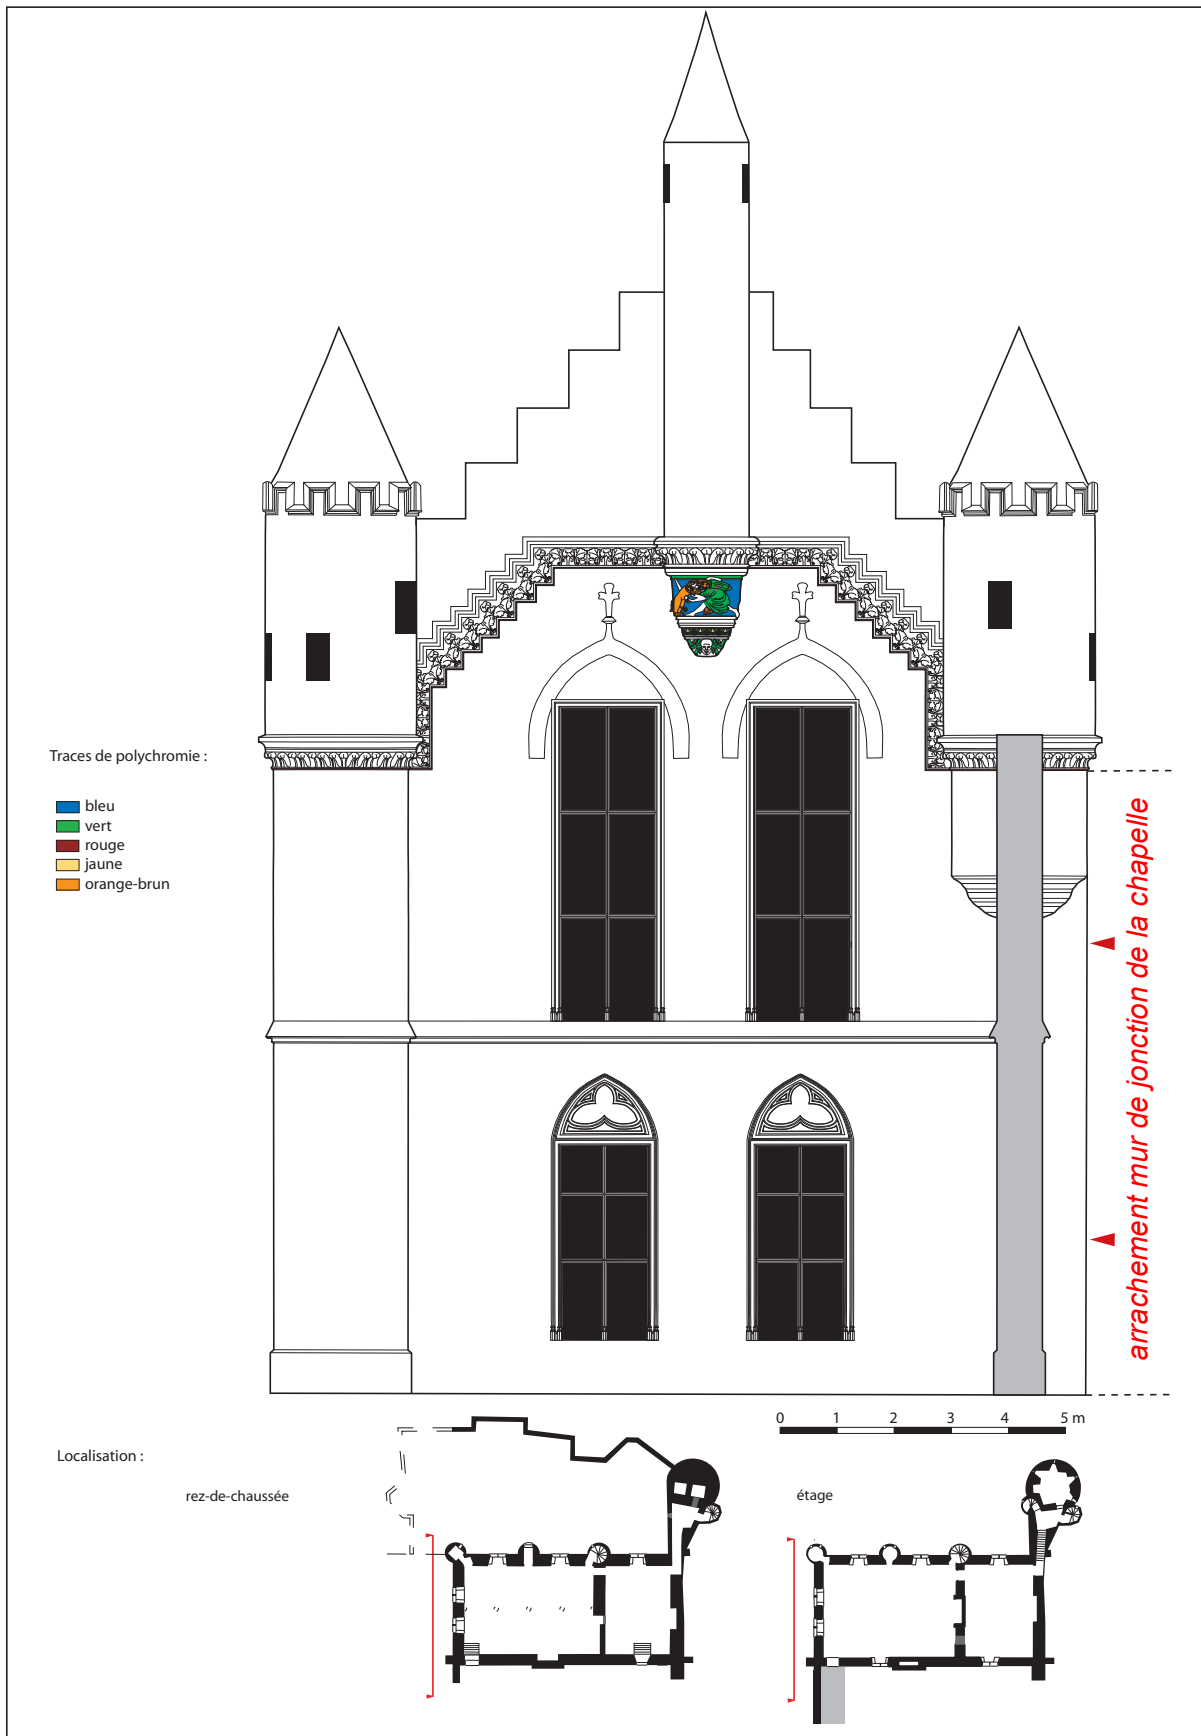 Traces de polychromie :
bleu
vert
rouge
jaune
orange-brun
arrachement mur de jonction de la chapelle
0 1 2 3 4 5 m
Localisation :
rez-de-chaussée
étage